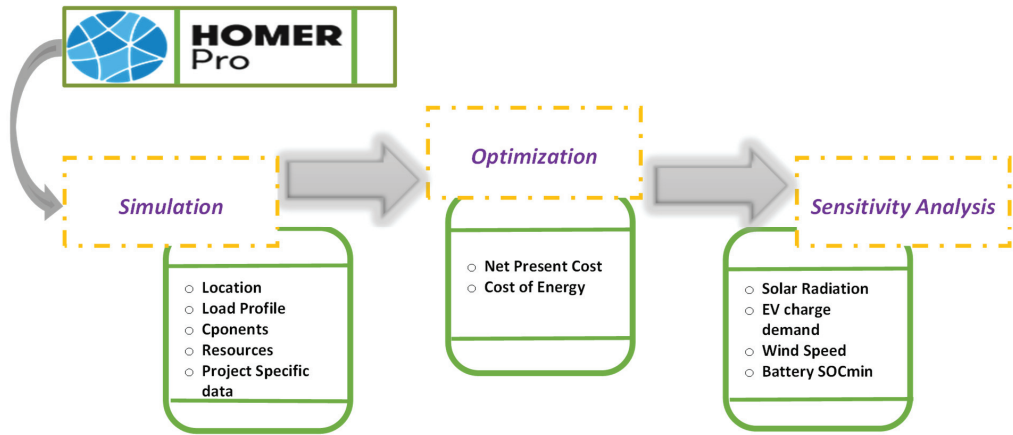 HOMER
Pro
Simulation
Location
Load Profile
Cponents
Resources
Project Specific
data
Optimization
Net Present Cost
Cost of Energy
Sensitivity Analysis
Solar Radiation
EV charge
demand
Wind Speed
Battery SOCmin